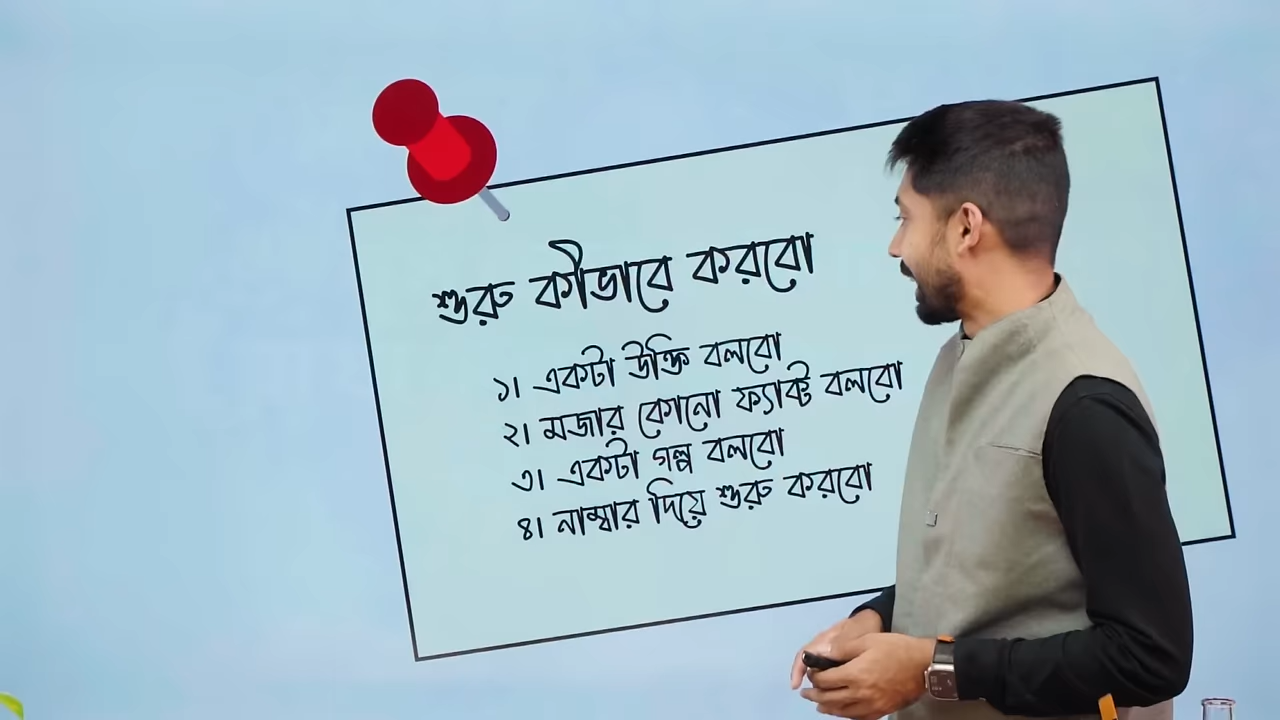 শুরু কীভাবে করবো
১। একটা উক্তি বলবো
২। মজার কোনো ফ্যাক্ট বলবো
৩। একটা গল্প বলবো
৪। নাম্বার দিয়ে শুরু করবো